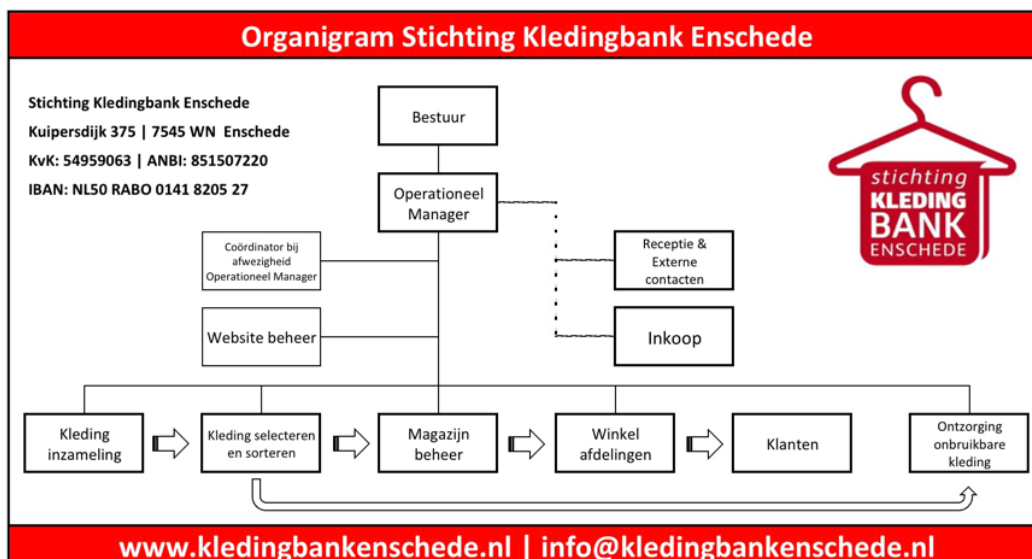 Organigram Stichting Kledingbank Enschede
Stichting Kledingbank Enschede
Kuipersdijk 375 | 7545 WN Enschede
KvK: 54959063 | ANBI: 851507220
IBAN: NL50 RABO 0141 8205 27
Bestuur
Operationeel
Manager
stichting
KLEDING
BANK
ENSCHEDE
Coördinator bij
afwezigheid
Operationeel Manager
Receptie &
Externe
contacten
Website beheer
Inkoop
Kleding
inzameling
Kleding selecteren
en sorteren
Magazijn
beheer
Winkel
afdelingen
Klanten
Ontzorging
onbruikbare
kleding
www.kledingbankenschede.nl | info@kledingbankenschede.nl